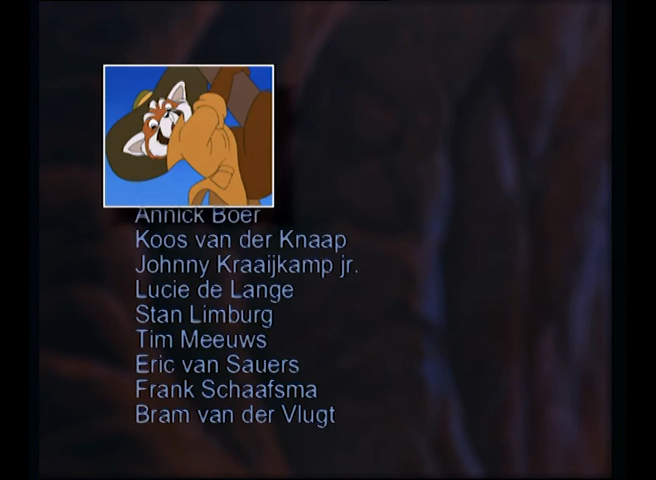 Annick Boer
Koos van der Knaap
Johnny Kraaijkamp jr.
Lucie de Lange
Stan Limburg
Tim Meeuws
Eric van Sauers
Frank Schaafsma
Bram van der Vlugt